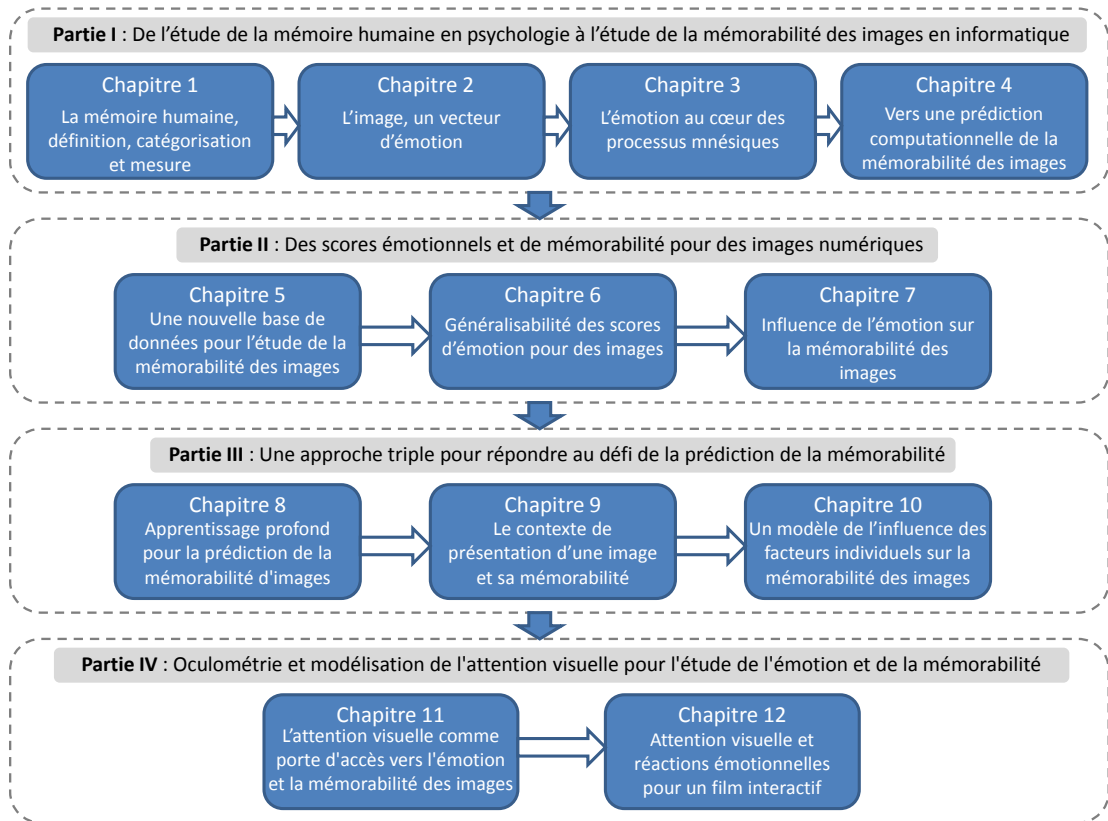 Partie I : De l'étude de la mémoire humaine en psychologie à l'étude de la mémorabilité des images en informatique
Chapitre 1
La mémoire humaine,
définition, catégorisation
et mesure
Chapitre 2
L'image, un vecteur
d'émotion
Chapitre 3
L'émotion au cœur des
processus mnésiques
Chapitre 4
Vers une prédiction
computationnelle de la
mémorabilité des images
Partie II : Des scores émotionnels et de mémorabilité pour des images numériques
Chapitre 5
Une nouvelle base de
données pour l'étude de la
mémorabilité des images
Chapitre 6
Généralisabilité des scores
d'émotion pour des images
Chapitre 7
Influence de l'émotion sur
la mémorabilité des
images
Partie III : Une approche triple pour répondre au défi de la prédiction de la mémorabilité
Chapitre 8
Apprentissage profond
pour la prédiction de la
mémorabilité d'images
Chapitre 9
Le contexte de
présentation d'une image
et sa mémorabilité
Chapitre 10
Un modèle de l'influence des
facteurs individuels sur la
mémorabilité des images
Partie IV : Oculométrie et modélisation de l'attention visuelle pour l'étude de l'émotion et de la mémorabilité
Chapitre 11
L'attention visuelle comme
porte d'accès vers l'émotion
et la mémorabilité des images
Chapitre 12
Attention visuelle et
réactions émotionnelles
pour un film interactif